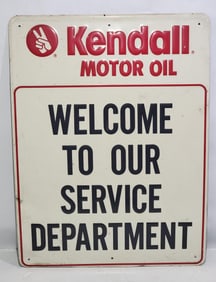 Kendall
MOTOR OIL
WELCOME
TO OUR
SERVICE
DEPARTMENT